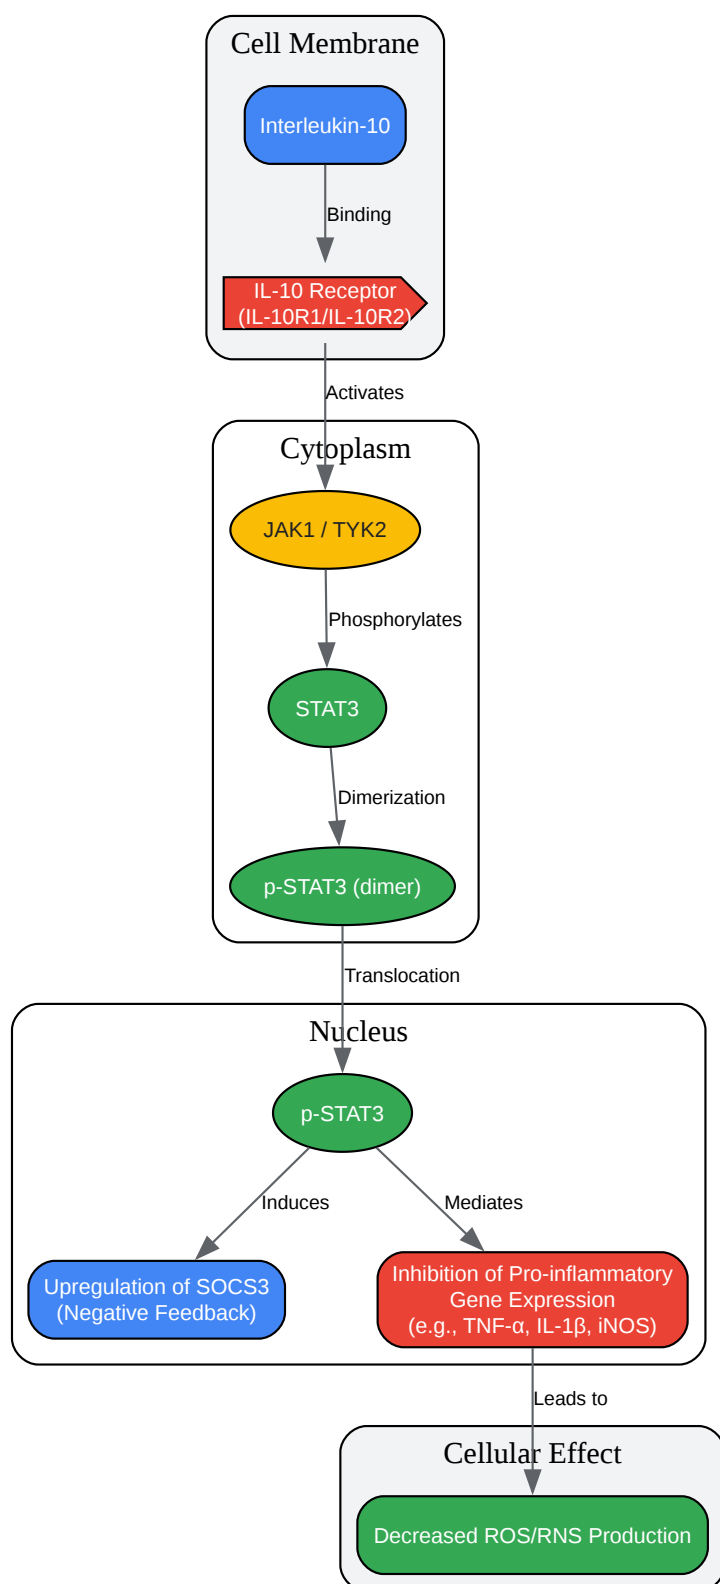 Cell Membrane
Interleukin-10
Binding
IL-10 Receptor
(IL-10R1/IL-10R2)
Activates
Cytoplasm
JAK1 / TYK2
Phosphorylates
STAT3
Dimerization
p-STAT3 (dimer)
Translocation
Nucleus
p-STAT3
Induces
Mediates
Upregulation of SOCS3
(Negative Feedback)
Inhibition of Pro-inflammatory
Gene Expression
(e.g., TNF-α, IL-1β, iNOS)
Leads to
Cellular Effect
Decreased ROS/RNS Production